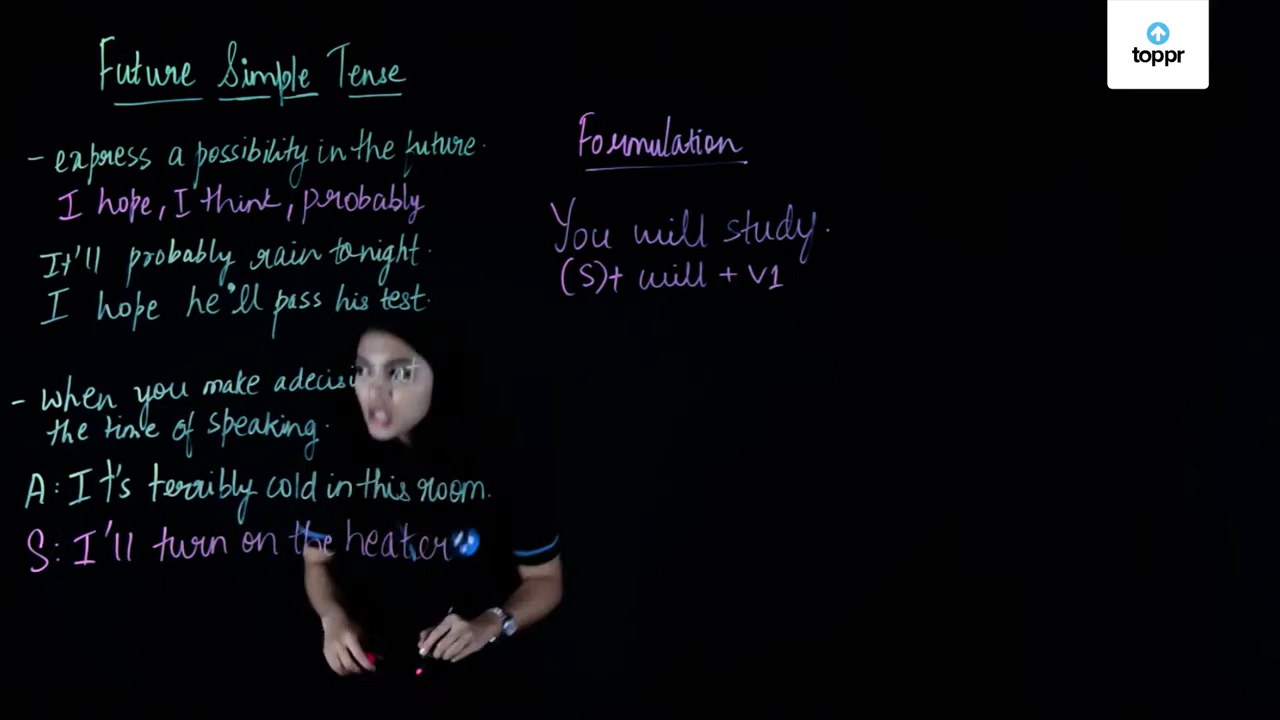 Future Simple Tense
- express a possibility in the future.
I hope, I think, probably
It'll probably rain tonight.
I hope he'll pass his test.
- when you make a decisi at
the time of speaking.
A: It's terribly cold in this room.
S: I'll turn on the heater
Formulation
You will study.
(S)+ will + V1
toppr